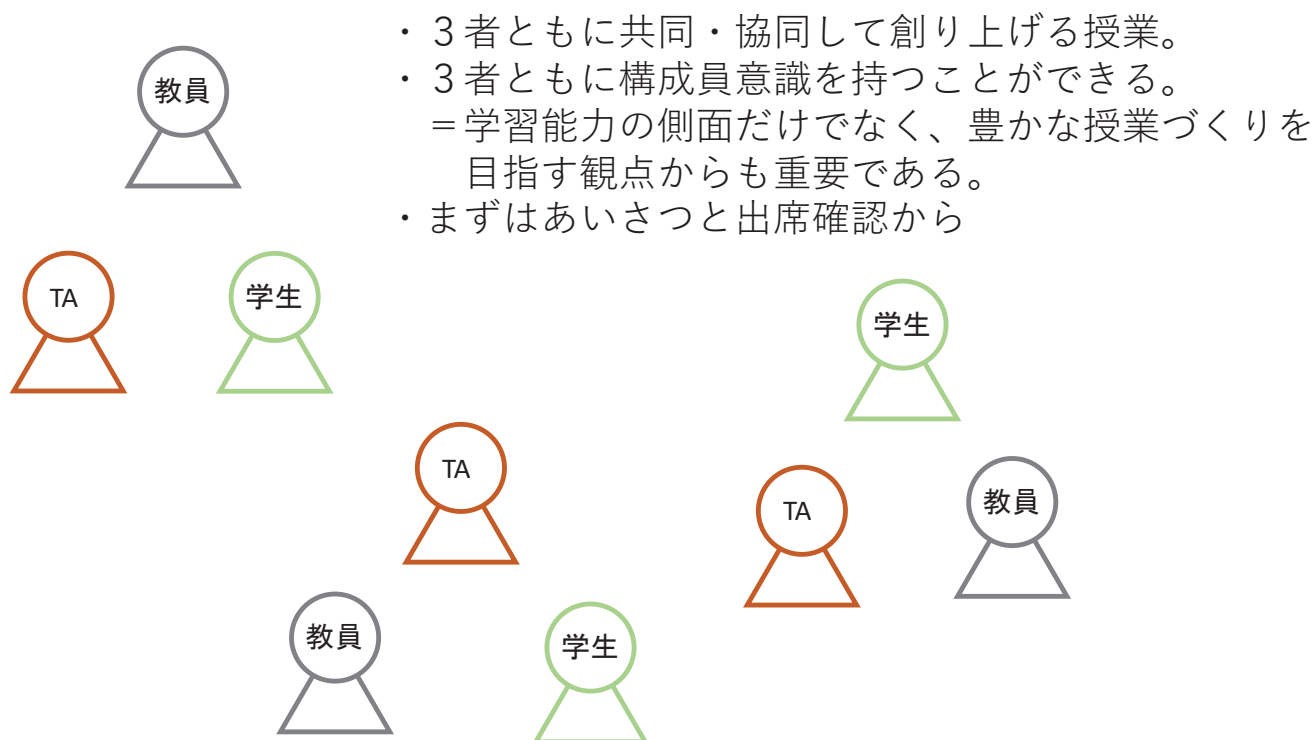 ・３者ともに共同・協同して創り上げる授業。
・３者ともに構成員意識を持つことができる。
＝学習能力の側面だけでなく、豊かな授業づくりを
目指す観点からも重要である。
・まずはあいさつと出席確認から
教員
TA
学生
学生
TA
TA
教員
教員
学生